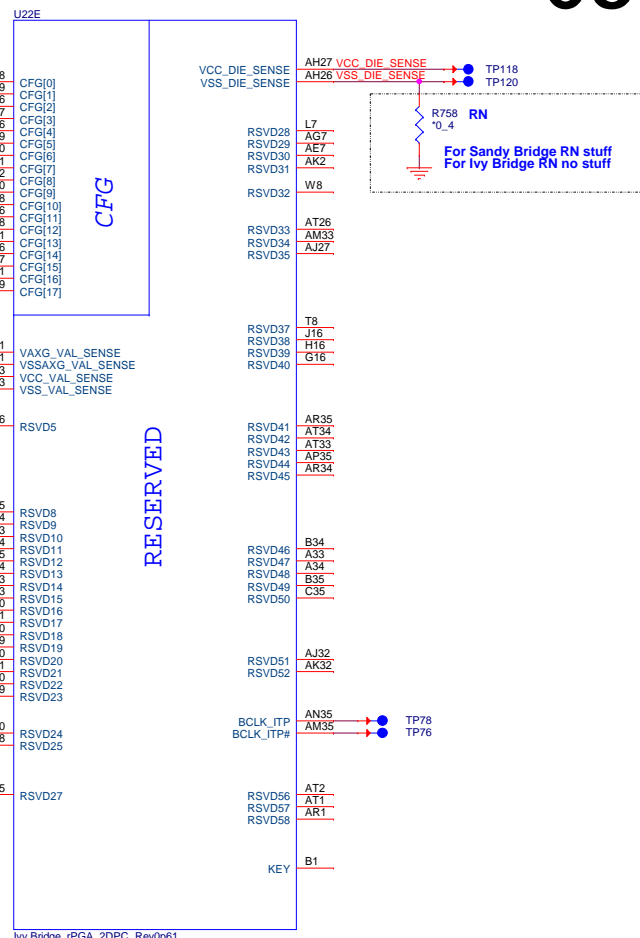 U22E
CFG[0]
CFG[1]
CFG[2]
CFG[3]
CFG[4]
CFG[5]
CFG[6]
CFG[7]
CFG[8]
CFG[9]
CFG[10]
CFG[11]
CFG[12]
CFG[13]
CFG[14]
CFG[15]
CFG[16]
CFG[17]
CFG
VAXG_VAL_SENSE
VSSAXG_VAL_SENSE
VCC_VAL_SENSE
VSS_VAL_SENSE
RSVD5
RESERVED
RSVD8
RSVD9
RSVD10
RSVD11
RSVD12
RSVD13
RSVD14
RSVD15
RSVD16
RSVD17
RSVD18
RSVD19
RSVD20
RSVD21
RSVD22
RSVD23
RSVD24
RSVD25
RSVD27
VCC_DIE_SENSE AH27 VCC_DIE_SENSE TP118
VSS_DIE_SENSE AH26 VSS_DIE_SENSE TP120
R758 RN
*0_4
For Sandy Bridge RN stuff
For Ivy Bridge RN no stuff
RSVD28 L7
RSVD29 AG7
RSVD30 AE7
RSVD31 AK2
RSVD32 W8
RSVD33 AT26
RSVD34 AM33
RSVD35 AJ27
RSVD37 T8
RSVD38 J16
RSVD39 H16
RSVD40 G16
RSVD41 AR35
RSVD42 AT34
RSVD43 AT33
RSVD44 AP35
RSVD45 AR34
RSVD46 B34
RSVD47 A33
RSVD48 A34
RSVD49 B35
RSVD50 C35
RSVD51 AJ32
RSVD52 AK32
BCLK_ITP AN35 TP78
BCLK_ITP# AM35 TP76
RSVD56 AT2
RSVD57 AT1
RSVD58 AR1
KEY B1
Ivy Bridge_rPGA_2DPC_Rev0p61